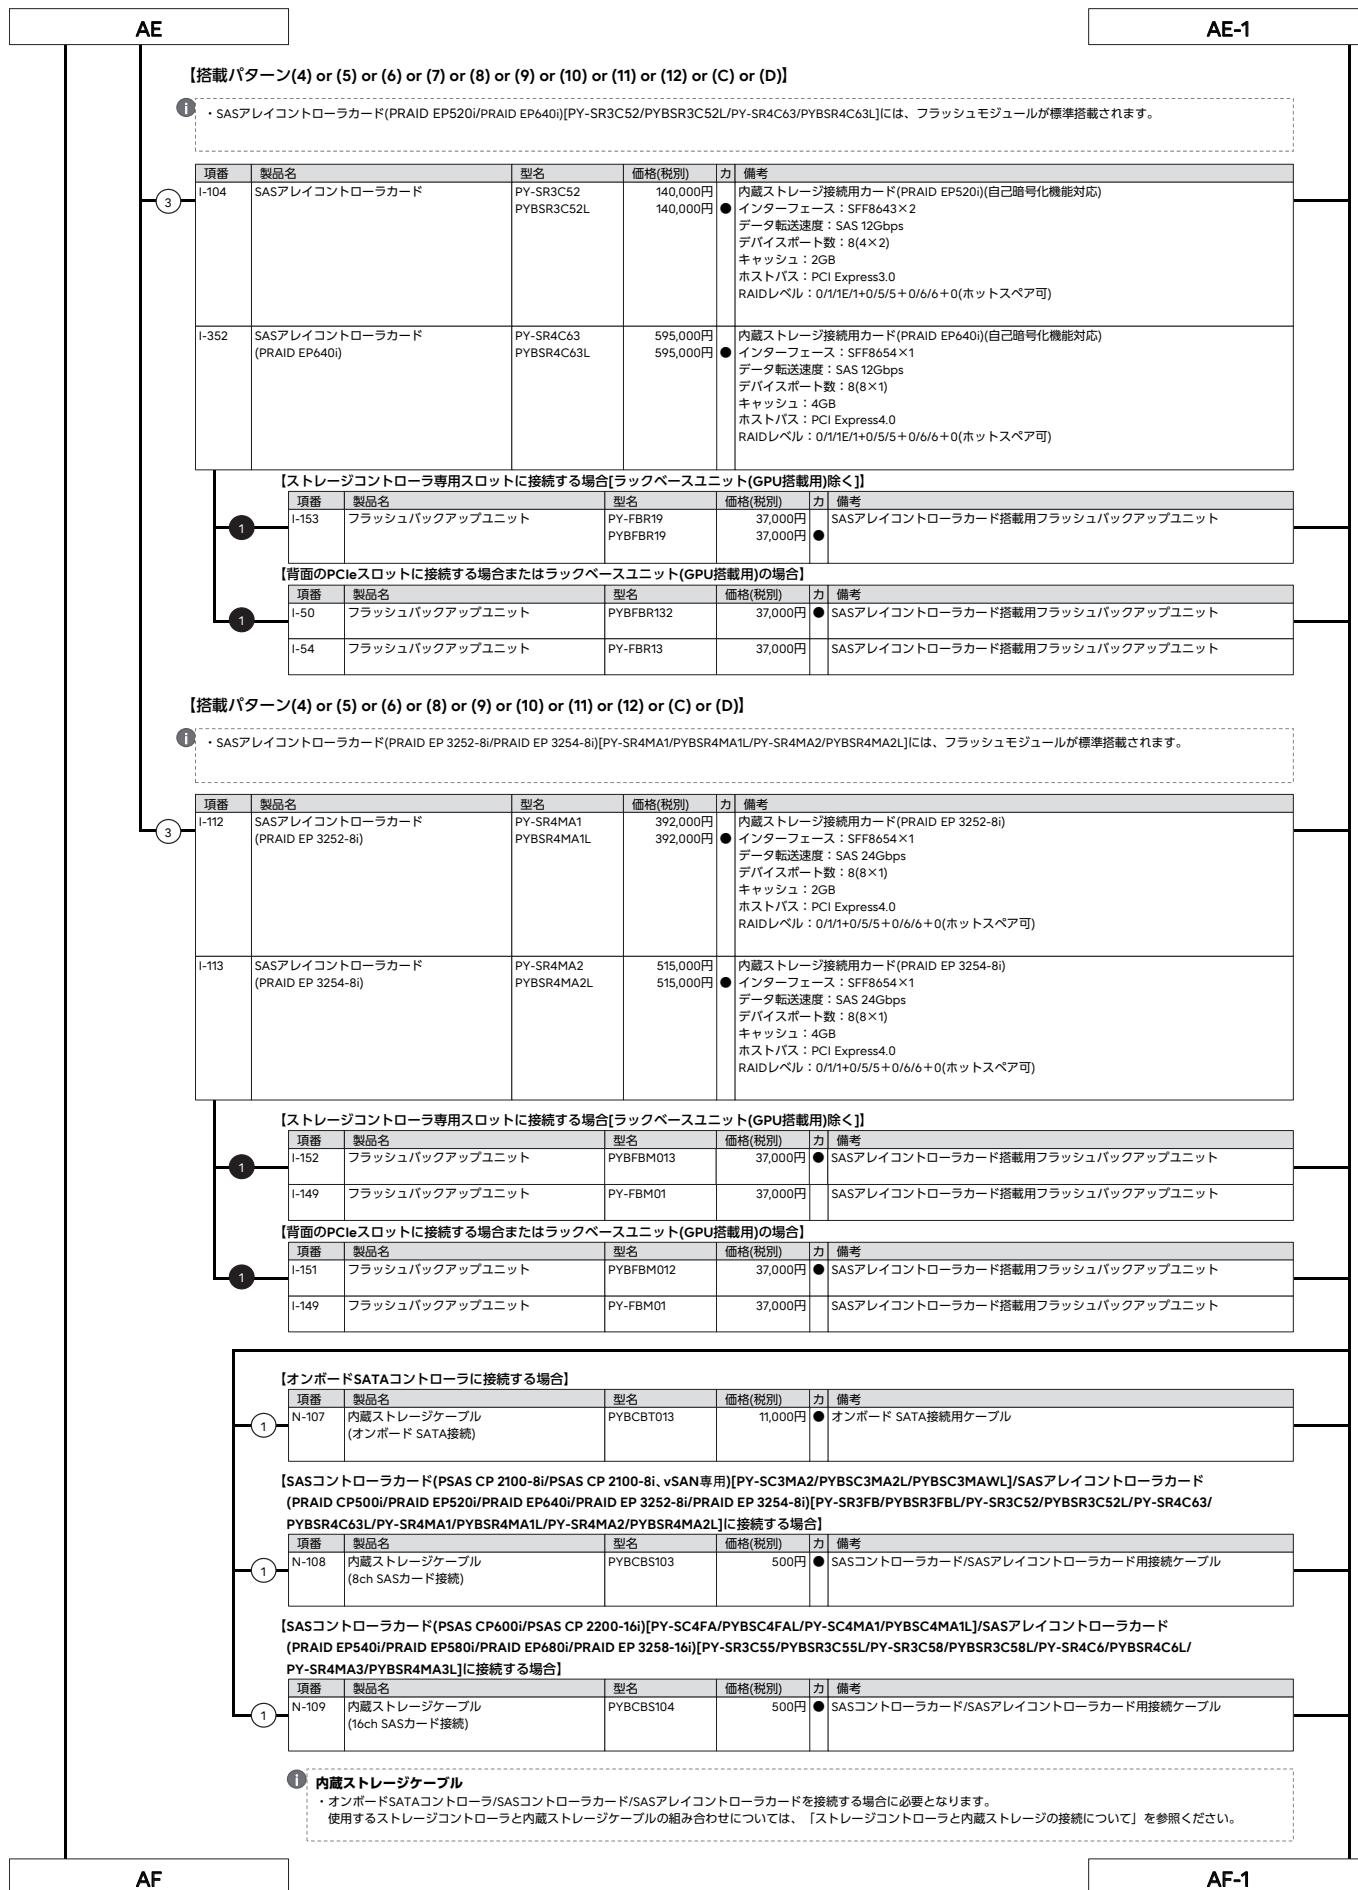 AE
AE-1
【搭載パターン(4) or (5) or (6) or (7) or (8) or (9) or (10) or (11) or (12) or (C) or (D)】
・SASアレイコントローラカード(PRAID EP520i/PRAID EP640i)[PY-SR3C52/PYBSR3C52L/PY-SR4C63/PYBSR4C63L]には、フラッシュモジュールが標準搭載されます。
項番 製品名 型名 価格(税別) カ 備考
3
I-104 SASアレイコントローラカード PY-SR3C52 140,000円 内蔵ストレージ接続用カード(PRAID EP520i)(自己暗号化機能対応)
PYBSR3C52L 140,000円 ● インターフェース：SFF8643×2
データ転送速度：SAS 12Gbps
デバイスポート数：8(4×2)
キャッシュ：2GB
ホストバス：PCI Express3.0
RAIDレベル：0/1/1E/1+0/5/5＋0/6/6＋0(ホットスペア可)
I-352 SASアレイコントローラカード PY-SR4C63 595,000円 内蔵ストレージ接続用カード(PRAID EP640i)(自己暗号化機能対応)
(PRAID EP640i) PYBSR4C63L 595,000円 ● インターフェース：SFF8654×1
データ転送速度：SAS 12Gbps
デバイスポート数：8(8×1)
キャッシュ：4GB
ホストバス：PCI Express4.0
RAIDレベル：0/1/1E/1+0/5/5＋0/6/6＋0(ホットスペア可)
【ストレージコントローラ専用スロットに接続する場合[ラックベースユニット(GPU搭載用)除く]】
項番 製品名 型名 価格(税別) カ 備考
1
I-153 フラッシュバックアップユニット PY-FBR19 37,000円 SASアレイコントローラカード搭載用フラッシュバックアップユニット
PYBFBR19 37,000円 ●
【背面のPCIeスロットに接続する場合またはラックベースユニット(GPU搭載用)の場合】
項番 製品名 型名 価格(税別) カ 備考
1
I-50 フラッシュバックアップユニット PYBFBR132 37,000円 ● SASアレイコントローラカード搭載用フラッシュバックアップユニット
I-54 フラッシュバックアップユニット PY-FBR13 37,000円 SASアレイコントローラカード搭載用フラッシュバックアップユニット
【搭載パターン(4) or (5) or (6) or (8) or (9) or (10) or (11) or (12) or (C) or (D)】
・SASアレイコントローラカード(PRAID EP 3252-8i/PRAID EP 3254-8i)[PY-SR4MA1/PYBSR4MA1L/PY-SR4MA2/PYBSR4MA2L]には、フラッシュモジュールが標準搭載されます。
項番 製品名 型名 価格(税別) カ 備考
3
I-112 SASアレイコントローラカード PY-SR4MA1 392,000円 内蔵ストレージ接続用カード(PRAID EP 3252-8i)
(PRAID EP 3252-8i) PYBSR4MA1L 392,000円 ● インターフェース：SFF8654×1
データ転送速度：SAS 24Gbps
デバイスポート数：8(8×1)
キャッシュ：2GB
ホストバス：PCI Express4.0
RAIDレベル：0/1/1+0/5/5＋0/6/6＋0(ホットスペア可)
I-113 SASアレイコントローラカード PY-SR4MA2 515,000円 内蔵ストレージ接続用カード(PRAID EP 3254-8i)
(PRAID EP 3254-8i) PYBSR4MA2L 515,000円 ● インターフェース：SFF8654×1
データ転送速度：SAS 24Gbps
デバイスポート数：8(8×1)
キャッシュ：4GB
ホストバス：PCI Express4.0
RAIDレベル：0/1/1+0/5/5＋0/6/6＋0(ホットスペア可)
【ストレージコントローラ専用スロットに接続する場合[ラックベースユニット(GPU搭載用)除く]】
項番 製品名 型名 価格(税別) カ 備考
1
I-152 フラッシュバックアップユニット PYBFBM013 37,000円 ● SASアレイコントローラカード搭載用フラッシュバックアップユニット
I-149 フラッシュバックアップユニット PY-FBM01 37,000円 SASアレイコントローラカード搭載用フラッシュバックアップユニット
【背面のPCIeスロットに接続する場合またはラックベースユニット(GPU搭載用)の場合】
項番 製品名 型名 価格(税別) カ 備考
1
I-151 フラッシュバックアップユニット PYBFBM012 37,000円 ● SASアレイコントローラカード搭載用フラッシュバックアップユニット
I-149 フラッシュバックアップユニット PY-FBM01 37,000円 SASアレイコントローラカード搭載用フラッシュバックアップユニット
【オンボードSATAコントローラに接続する場合】
項番 製品名 型名 価格(税別) カ 備考
1
N-107 内蔵ストレージケーブル PYBCBT013 11,000円 ● オンボード SATA接続用ケーブル
(オンボード SATA接続)
【SASコントローラカード(PSAS CP 2100-8i/PSAS CP 2100-8i、vSAN専用)[PY-SC3MA2/PYBSC3MA2L/PYBSC3MAWL]/SASアレイコントローラカード
(PRAID CP500i/PRAID EP520i/PRAID EP640i/PRAID EP 3252-8i/PRAID EP 3254-8i)[PY-SR3FB/PYBSR3FBL/PY-SR3C52/PYBSR3C52L/PY-SR4C63/
PYBSR4C63L/PY-SR4MA1/PYBSR4MA1L/PY-SR4MA2/PYBSR4MA2L]に接続する場合】
項番 製品名 型名 価格(税別) カ 備考
1
N-108 内蔵ストレージケーブル PYBCBS103 500円 ● SASコントローラカード/SASアレイコントローラカード用接続ケーブル
(8ch SASカード接続)
【SASコントローラカード(PSAS CP600i/PSAS CP 2200-16i)[PY-SC4FA/PYBSC4FAL/PY-SC4MA1/PYBSC4MA1L]/SASアレイコントローラカード
(PRAID EP540i/PRAID EP580i/PRAID EP680i/PRAID EP 3258-16i)[PY-SR3C55/PYBSR3C55L/PY-SR3C58/PYBSR3C58L/PY-SR4C6/PYBSR4C6L/
PY-SR4MA3/PYBSR4MA3L]に接続する場合】
項番 製品名 型名 価格(税別) カ 備考
1
N-109 内蔵ストレージケーブル PYBCBS104 500円 ● SASコントローラカード/SASアレイコントローラカード用接続ケーブル
(16ch SASカード接続)
内蔵ストレージケーブル
・オンボードSATAコントローラ/SASコントローラカード/SASアレイコントローラカードを接続する場合に必要となります。
使用するストレージコントローラと内蔵ストレージケーブルの組み合わせについては、「ストレージコントローラと内蔵ストレージの接続について」を参照ください。
AF
AF-1